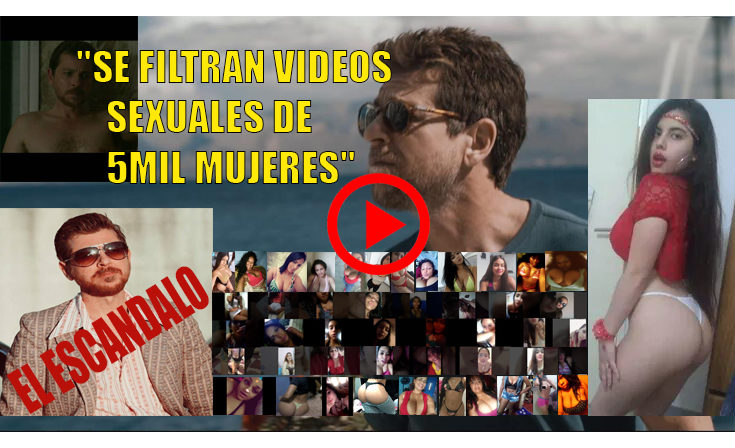 "SE FILTRAN VIDEOS
SEXUALES DE
5MIL MUJERES"
EL ESCANDALO